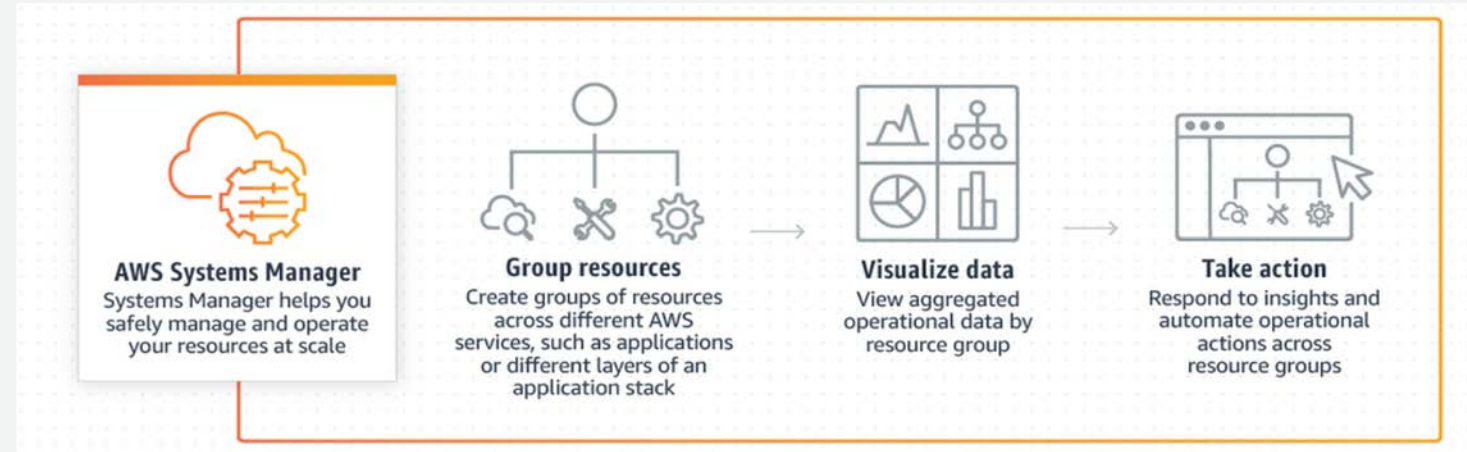 AWS Systems Manager
Systems Manager helps you
safely manage and operate
your resources at scale
Group resources
Create groups of resources
across different AWS
services, such as applications
or different layers of an
application stack
Visualize data
View aggregated
operational data by
resource group
Take action
Respond to insights and
automate operational
actions across
resource groups